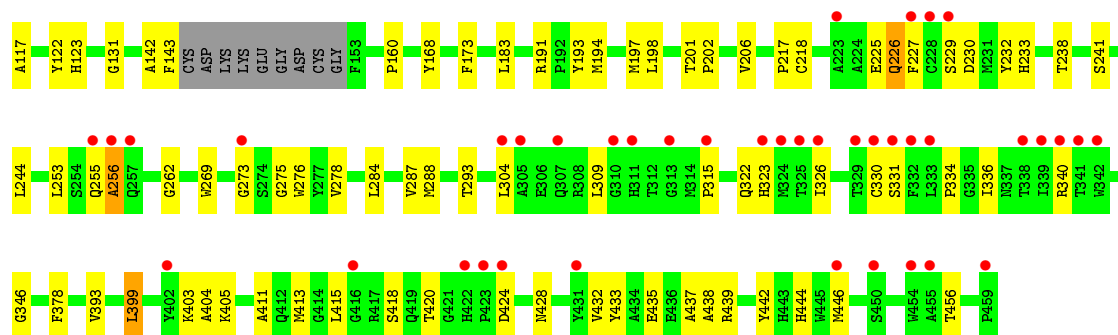 A117 Y122 H123 G131 A142 F143 CYS ASP LYS LYS GLU GLY ASP CYS GLY F153 P160 Y168 F173 L183 R191 P192 Y193 M194 M197 L198 T201 P202 V206 P217 C218 A223 A224 E225 Q226 F227 C228 S229 D230 M231 Y232 H233 T238 S241
L244 L253 S254 Q255 A256 Q257 G262 W269 G273 S274 G275 W276 Y277 V278 L284 V287 M288 T293 L304 A305 E306 Q307 R308 L309 G310 H311 T312 G313 M314 P315 Q322 H323 M324 T325 I326 T329 C330 S331 F332 L333 P334 G335 I336 N337 T338 I339 R340 T341 W342
G346 F378 V393 L399 Y402 K403 A404 K405 A411 Q412 M413 G414 L415 G416 R417 S418 Q419 T420 G421 H422 P423 D424 N428 Y431 V432 Y433 A434 E435 E436 A437 A438 R439 Y442 H443 H444 W445 M446 S450 W454 A455 T456 P459